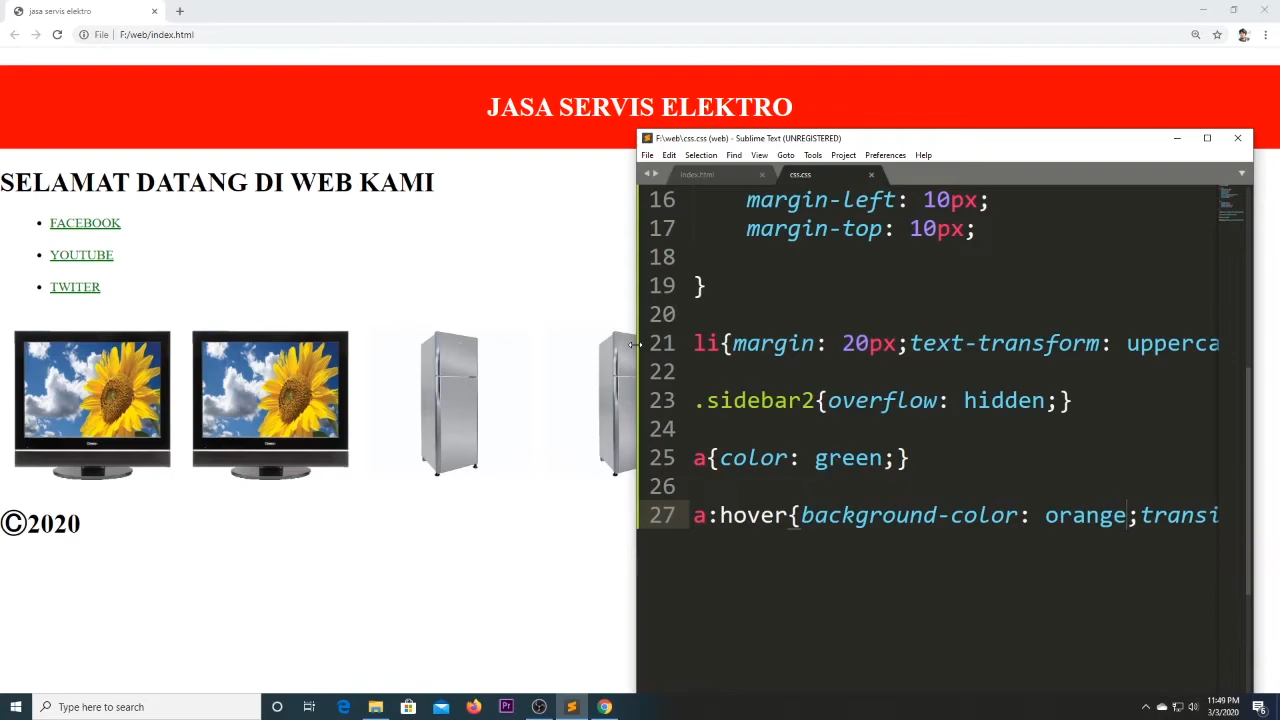 jasa servis elektro
File
F:/web/index.html
JASA SERVIS ELEKTRO
SELAMAT DATANG DI WEB KAMI
FACEBOOK
YOUTUBE
TWITER
©2020
F:\web\css.css (web) - Sublime Text (UNREGISTERED)
File Edit Selection Find View Goto Tools Project Preferences Help
index.html css.css
16 margin-left: 10px;
17 margin-top: 10px;
18
19 }
20
21 li{margin: 20px;text-transform: upperca
22
23 .sidebar2{overflow: hidden;}
24
25 a{color: green;}
26
27 a:hover{background-color: orange;transi
Type here to search
Pr
11:49 PM
3/3/2020
6